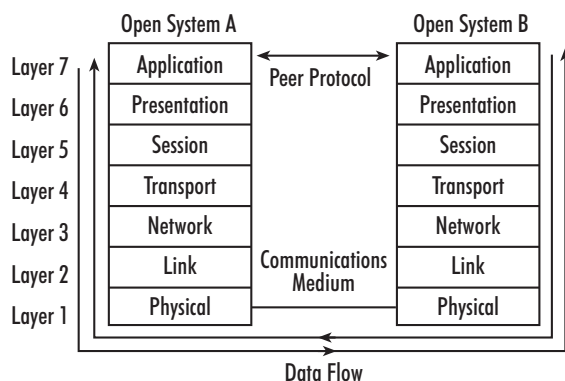 Open System A
Open System B
Layer 7
Application
Peer Protocol
Application
Layer 6
Presentation
Presentation
Layer 5
Session
Session
Layer 4
Transport
Transport
Layer 3
Network
Network
Layer 2
Link
Communications
Medium
Link
Layer 1
Physical
Physical
Data Flow